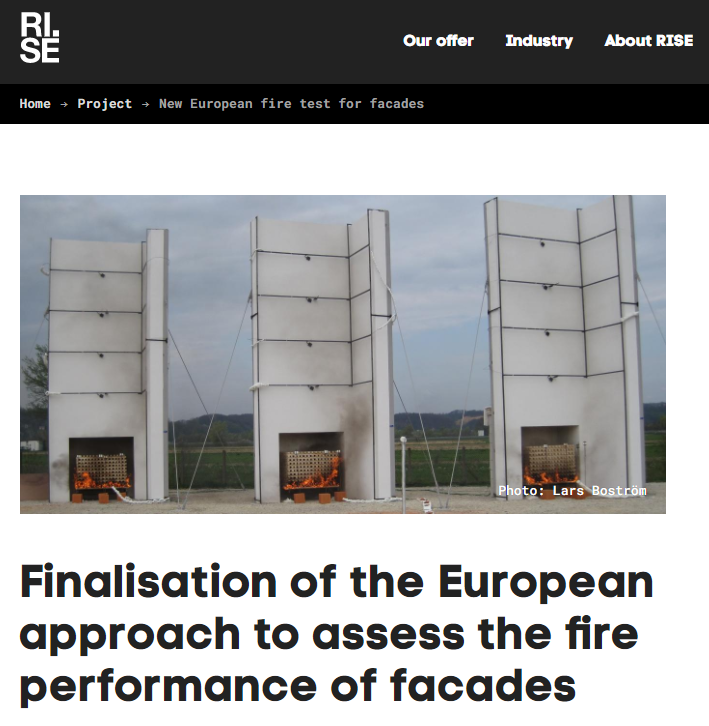 RI.
SE
Our offer Industry About RISE
Home → Project → New European fire test for facades
Photo: Lars Boström
Finalisation of the European
approach to assess the fire
performance of facades